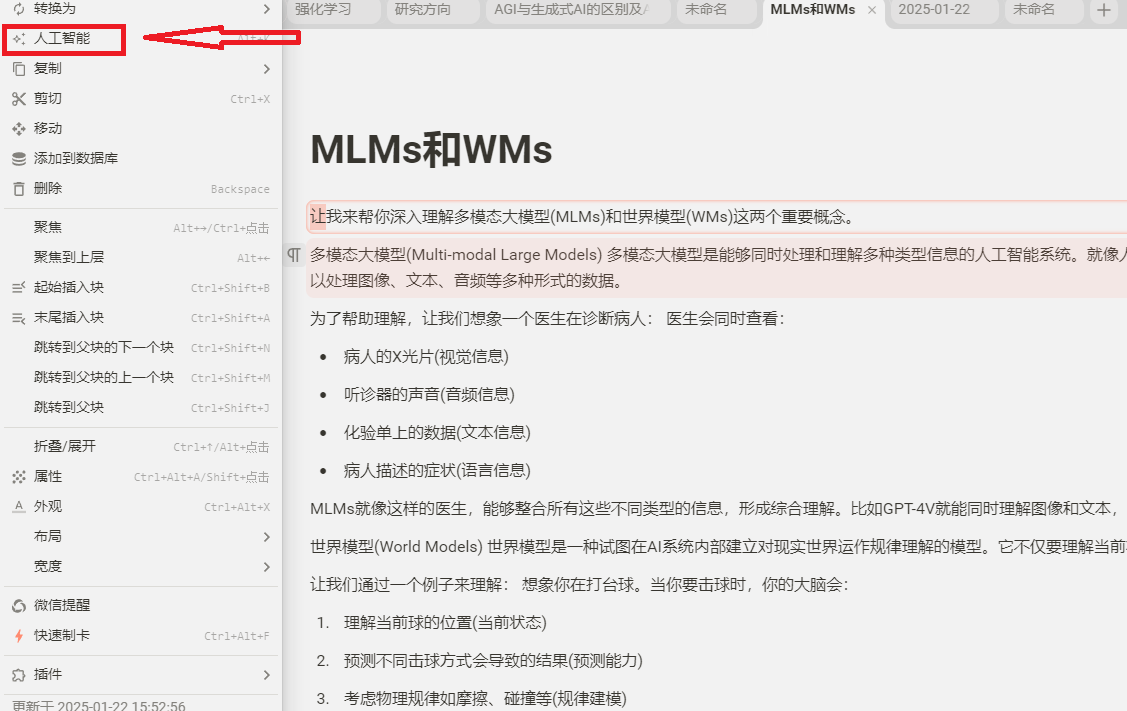 转换为
人工智能
复制
剪切 Ctrl+X
移动
添加到数据库
删除 Backspace
聚焦 Alt+→/Ctrl+点击
聚焦到上层 Alt+←
起始插入块 Ctrl+Shift+B
末尾插入块 Ctrl+Shift+A
跳转到父块的下一个块 Ctrl+Shift+N
跳转到父块的上一个块 Ctrl+Shift+M
跳转到父块 Ctrl+Shift+J
折叠/展开 Ctrl+↑/Alt+点击
属性 Ctrl+Alt+A/Shift+点击
外观 Ctrl+Alt+X
布局
宽度
微信提醒
快速制卡 Ctrl+Alt+F
插件
更新于 2025-01-22 15:52:56
强化学习 研究方向 AGI与生成式AI的区别及 未命名 MLMs和WMs × 2025-01-22 未命名 +
MLMs和WMs
让我来帮你深入理解多模态大模型(MLMs)和世界模型(WMs)这两个重要概念。
多模态大模型(Multi-modal Large Models) 多模态大模型是能够同时处理和理解多种类型信息的人工智能系统。就像
以处理图像、文本、音频等多种形式的数据。
为了帮助理解，让我们想象一个医生在诊断病人： 医生会同时查看：
• 病人的X光片(视觉信息)
• 听诊器的声音(音频信息)
• 化验单上的数据(文本信息)
• 病人描述的症状(语言信息)
MLMs就像这样的医生，能够整合所有这些不同类型的信息，形成综合理解。比如GPT-4V就能同时理解图像和文本，
世界模型(World Models) 世界模型是一种试图在AI系统内部建立对现实世界运作规律理解的模型。它不仅要理解当前
让我们通过一个例子来理解： 想象你在打台球。当你要击球时，你的大脑会：
1. 理解当前球的位置(当前状态)
2. 预测不同击球方式会导致的结果(预测能力)
3. 考虑物理规律如摩擦、碰撞等(规律建模)